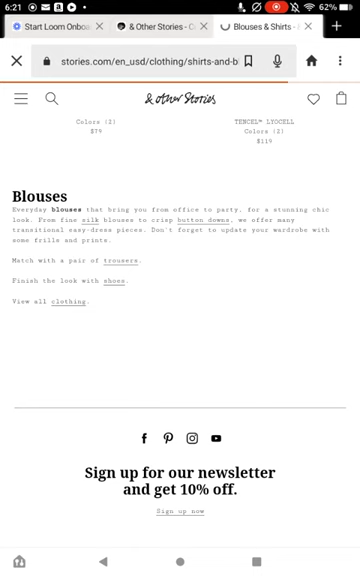 6:21
62%
Start Loom Onboa
& Other Stories - C
Blouses & Shirts -
stories.com/en_usd/clothing/shirts-and-b
& Other Stories
Colors (2)
$79
TENCEL™ LYOCELL
Colors (2)
$119
Blouses
Everyday blouses that bring you from office to party, for a stunning chic
look. From fine silk blouses to crisp button downs, we offer many
transitional easy-dress pieces. Don't forget to update your wardrobe with
some frills and prints.
Match with a pair of trousers.
Finish the look with shoes.
View all clothing.
Sign up for our newsletter
and get 10% off.
Sign up now